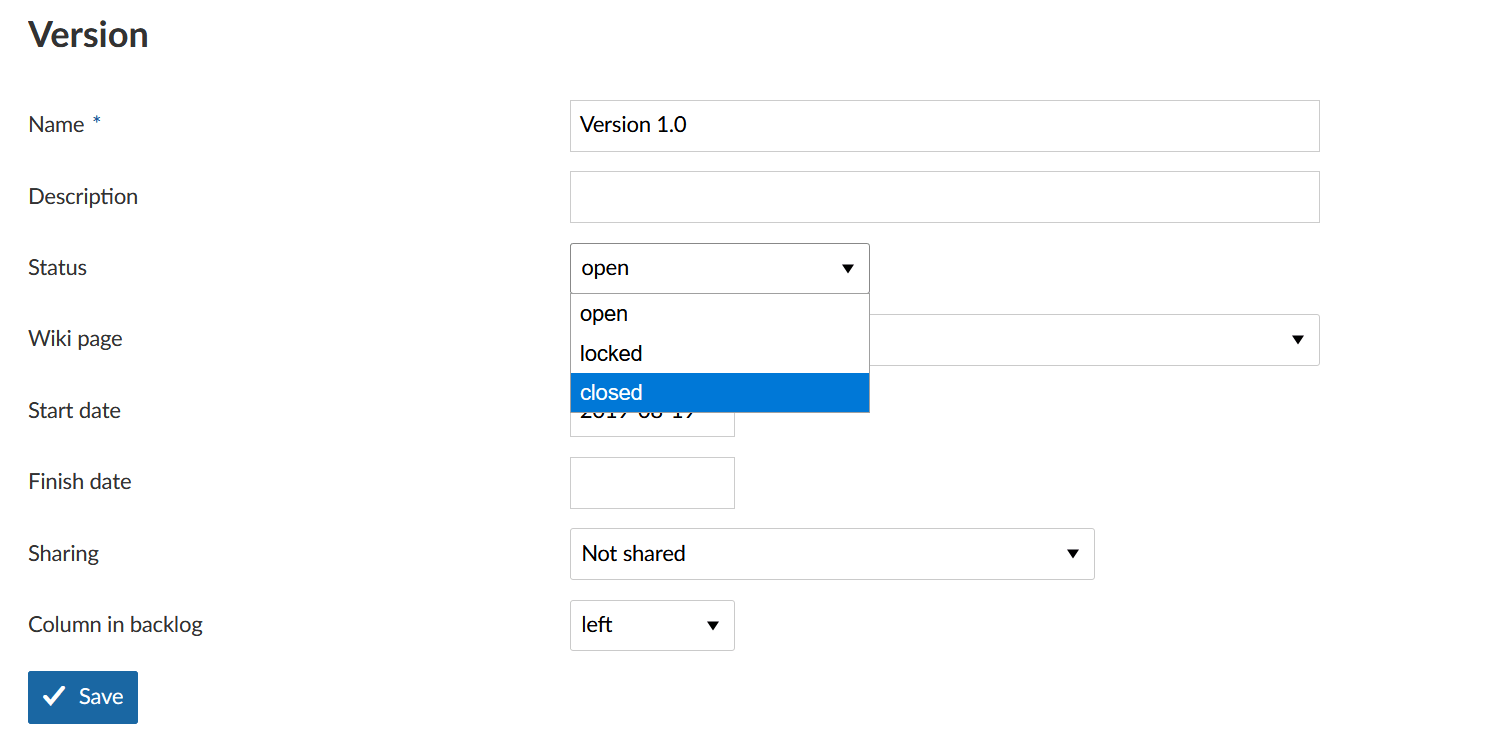 Version
Name * Version 1.0
Description
Status open
open
Wiki page
locked
closed
Start date
Finish date
Sharing Not shared
Column in backlog left
Save